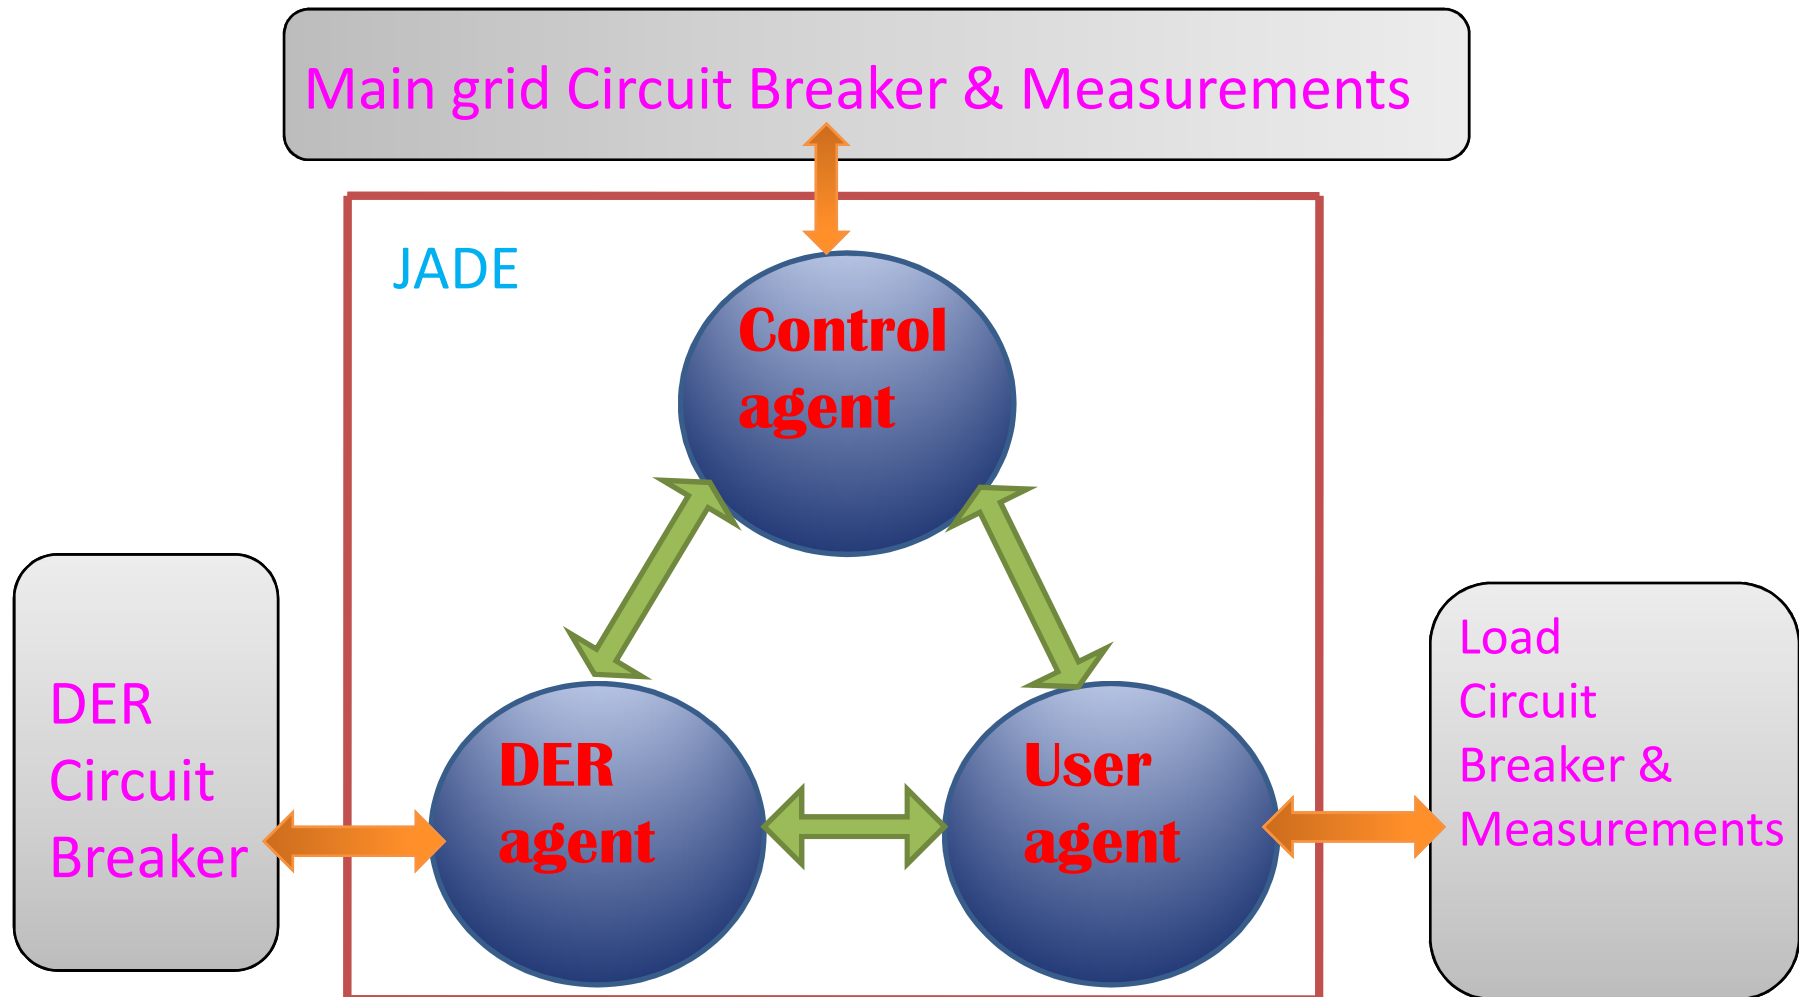 Main grid Circuit Breaker & Measurements
JADE
Control
agent
DER
Circuit
Breaker
DER
agent
User
agent
Load
Circuit
Breaker &
Measurements